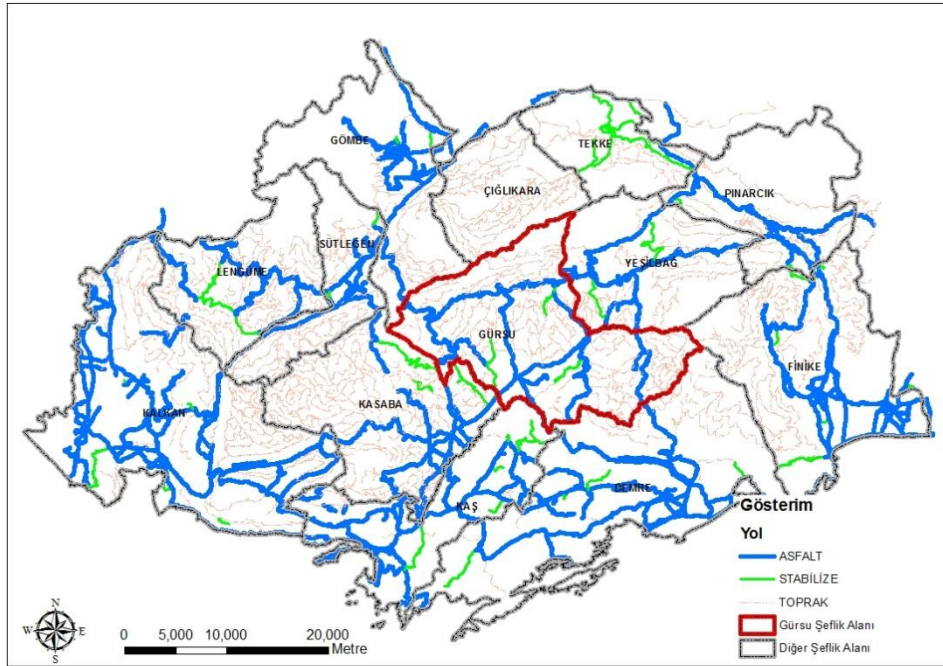 GÖMBE
TEKKE
ÇIĞLIKARA
PINARCIK
SÜTLEĞEN
LENGÜME
YEŞİLBAĞ
GÜRSU
FİNİKE
KALKAN
KASABA
DEMRE
KAŞ
Gösterim
Yol
ASFALT
STABİLİZE
TOPRAK
Gürsu Şeflik Alanı
Diğer Şeflik Alanı
N
W E
S
0 5,000 10,000 20,000
Metre